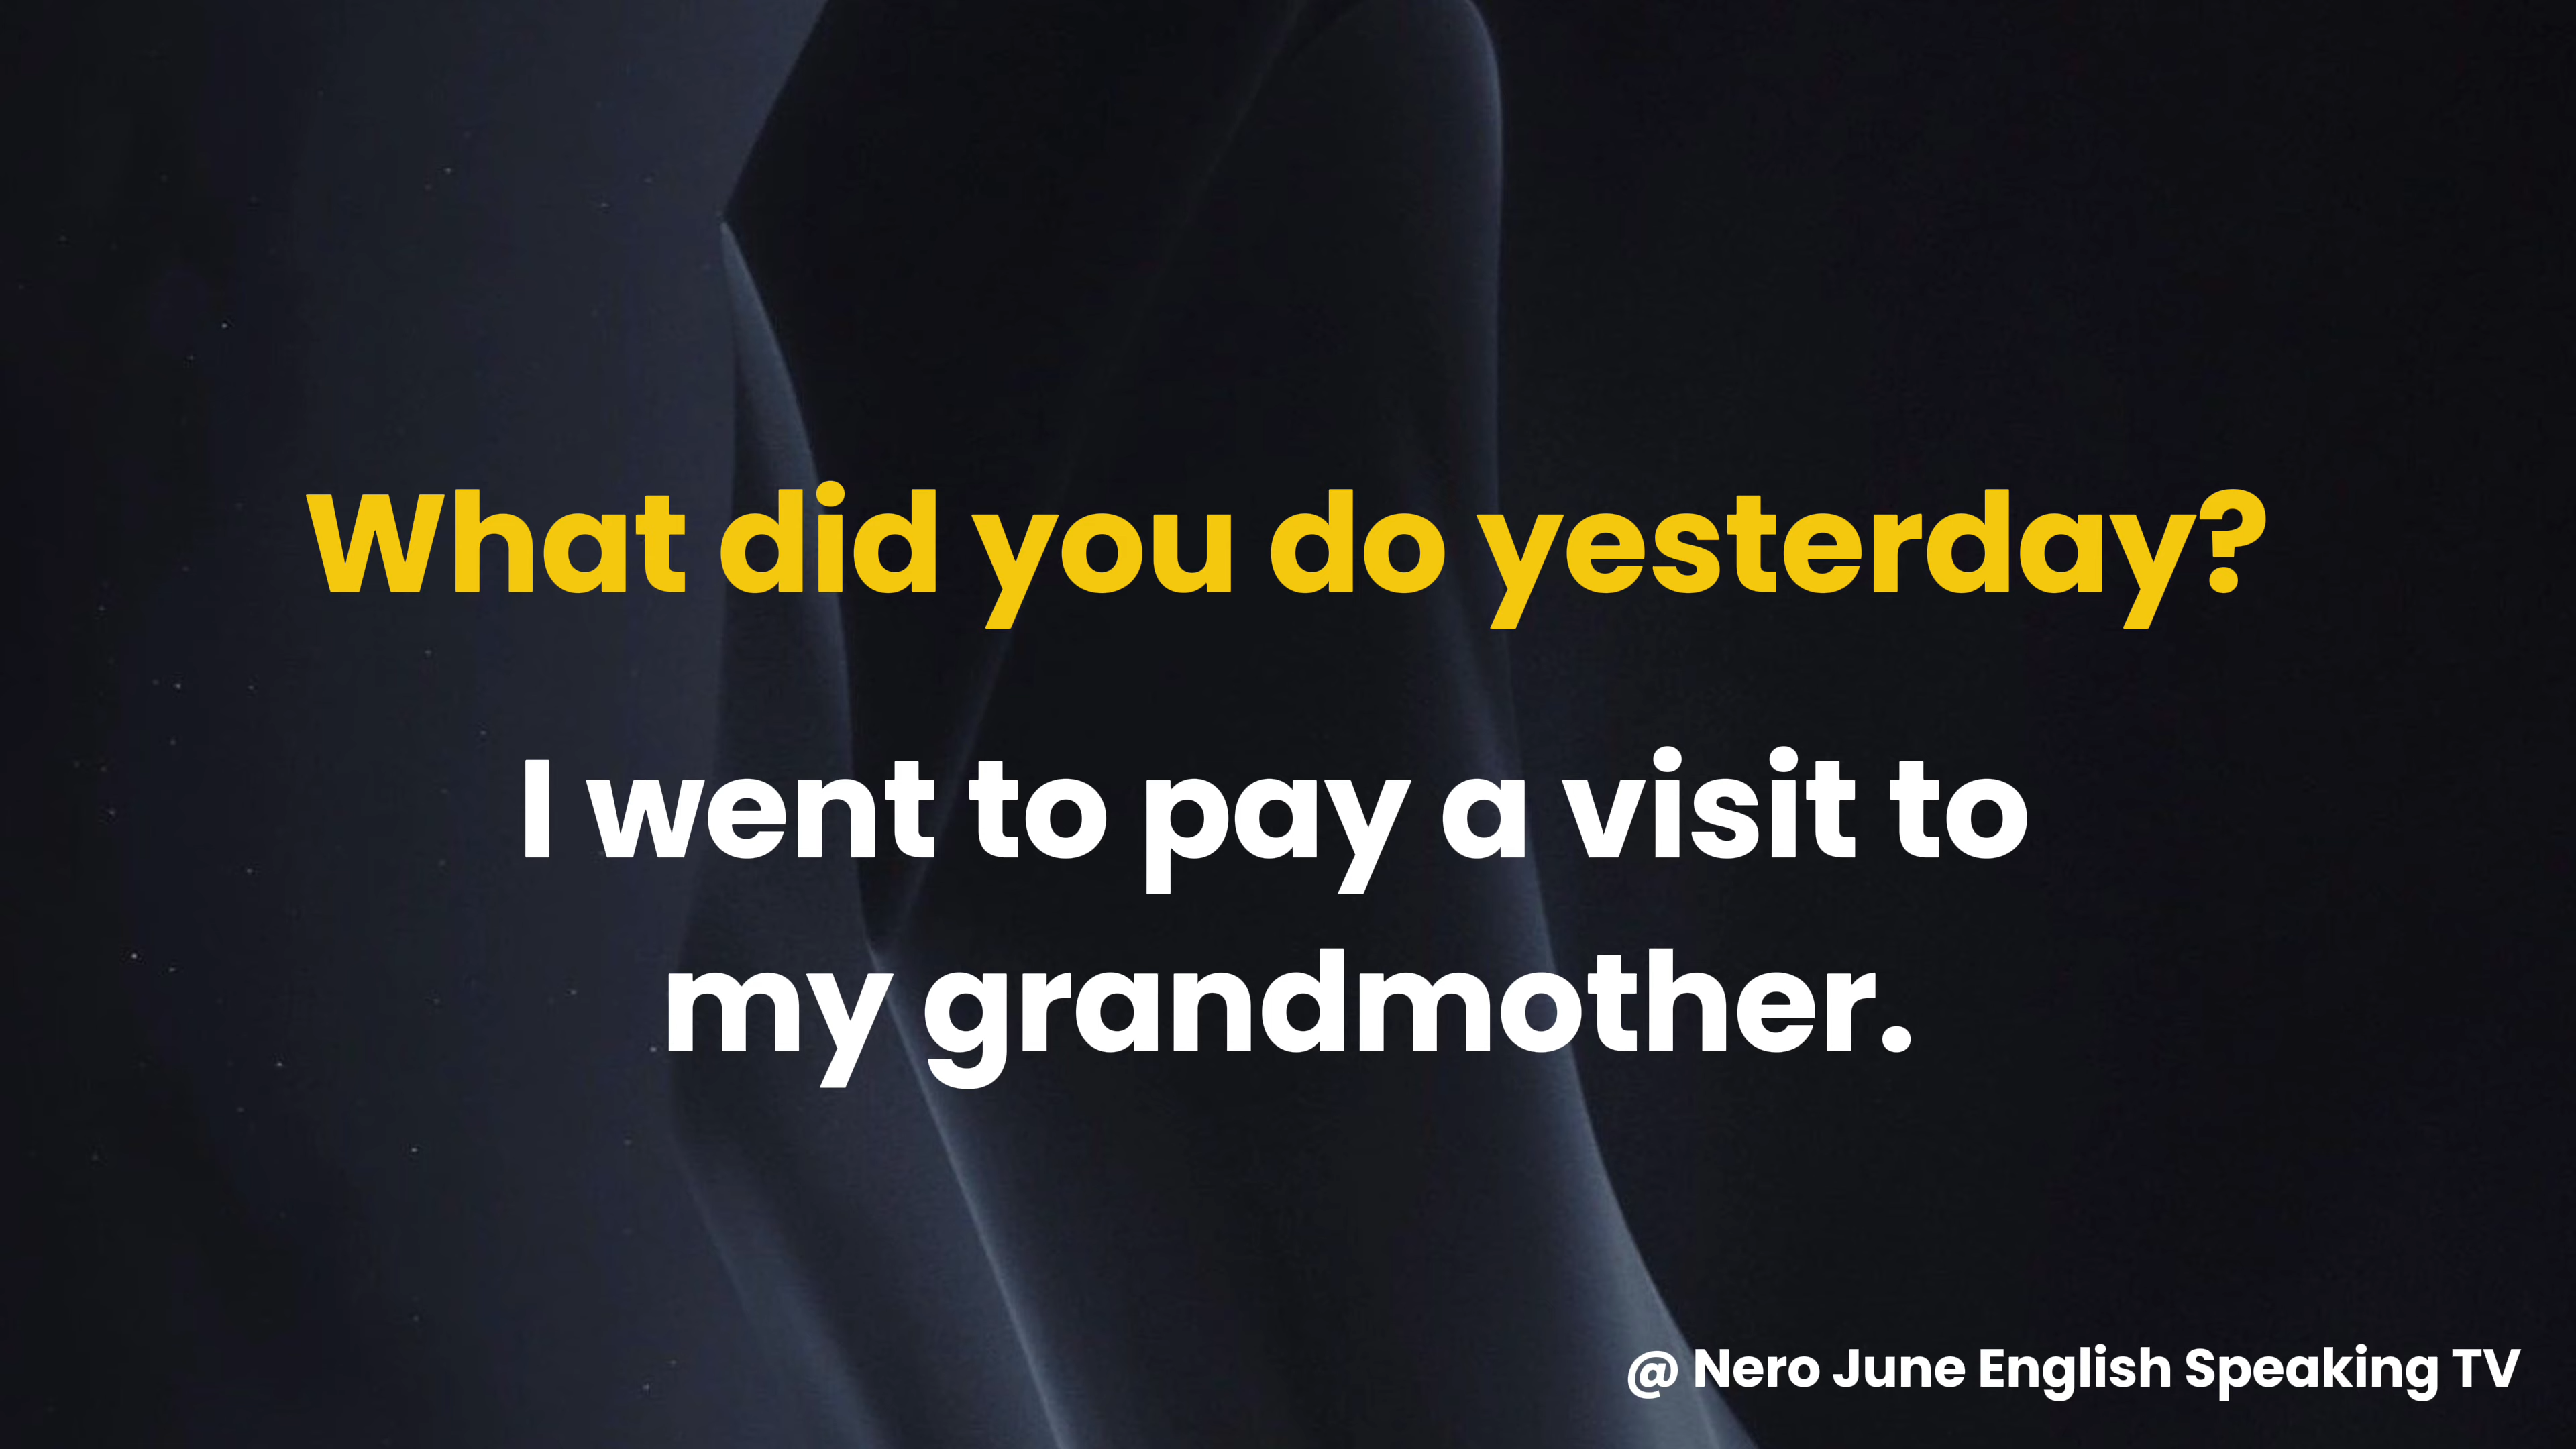 What did you do yesterday?
I went to pay a visit to
my grandmother.
@ Nero June English Speaking TV